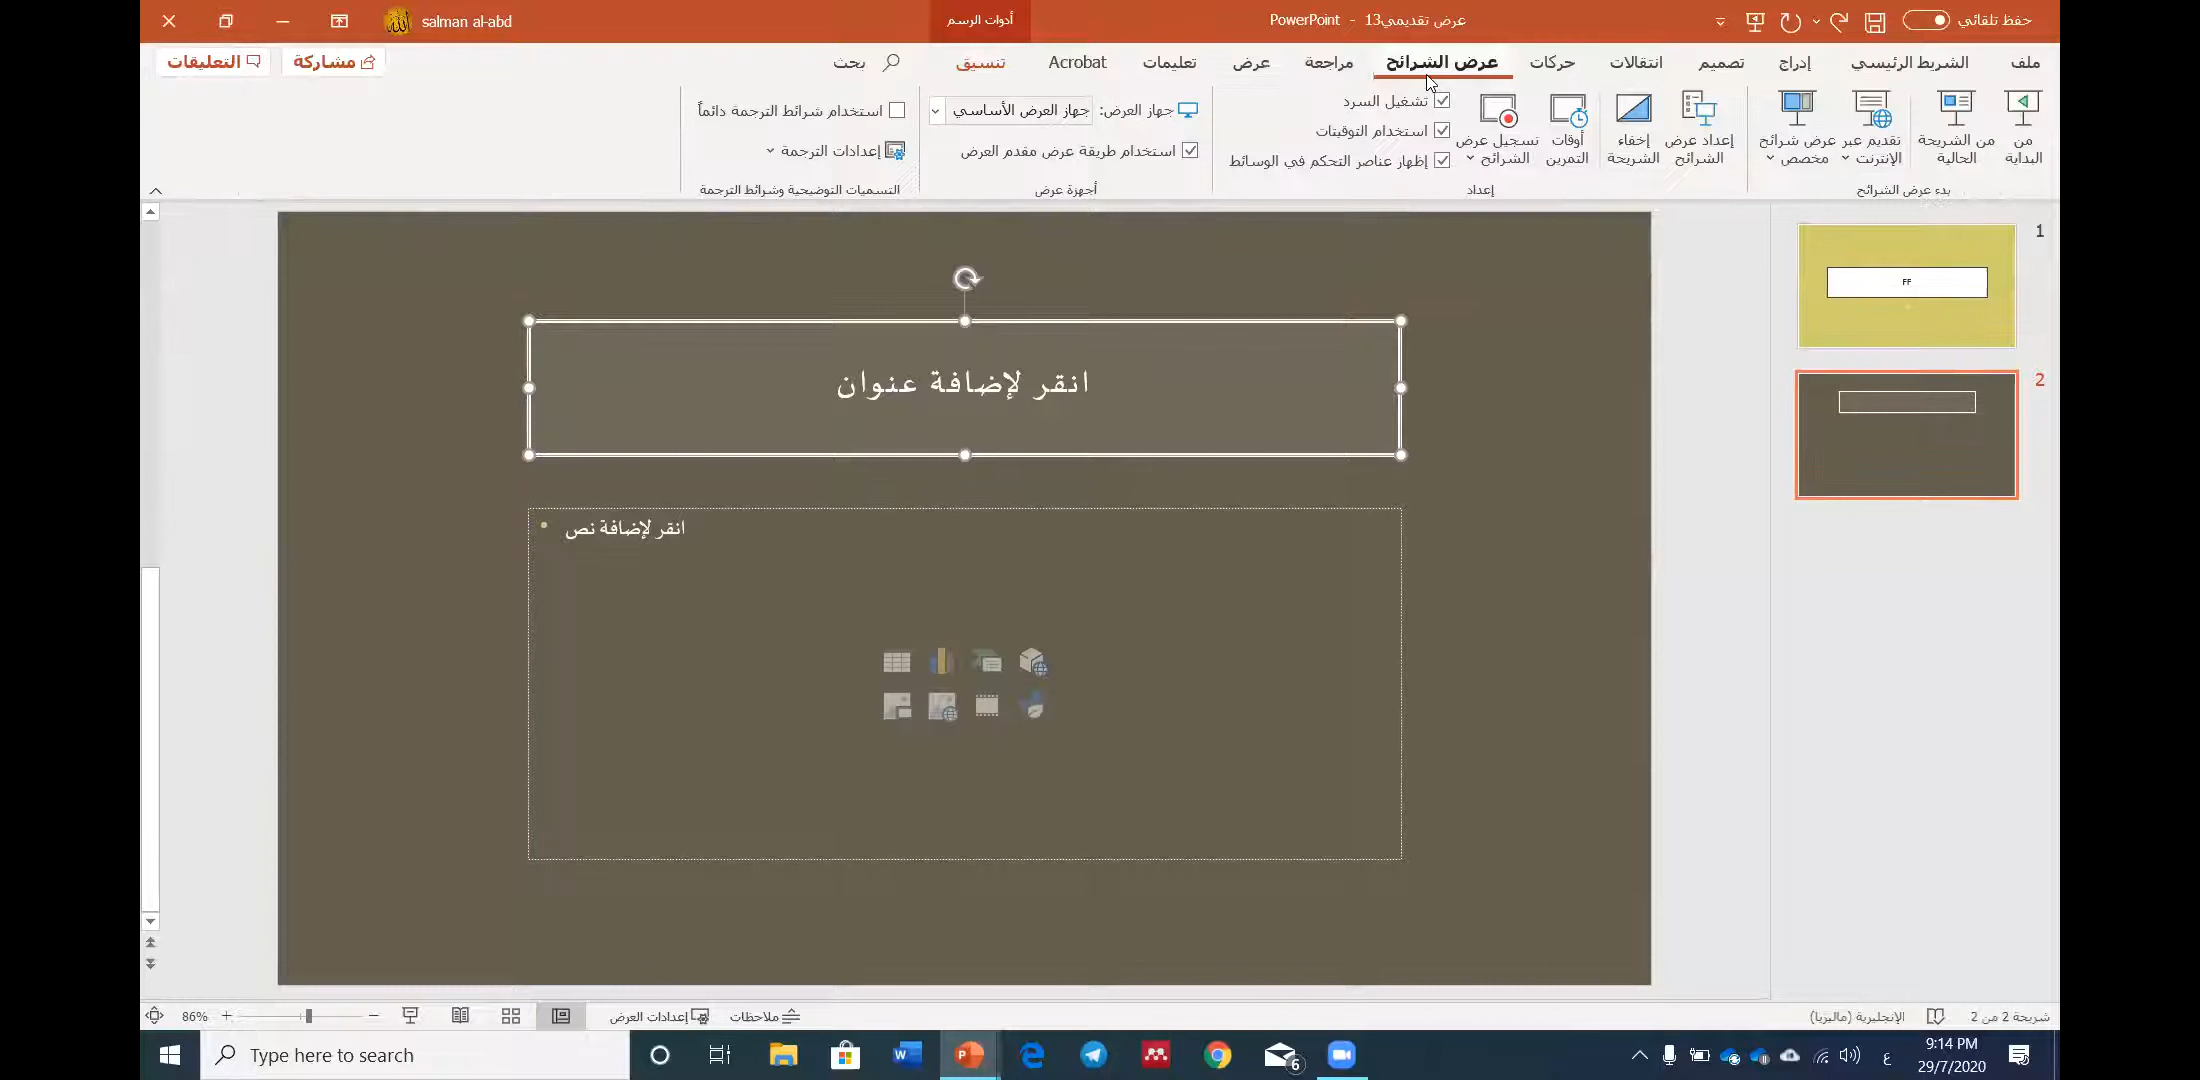 حفظ تلقائي
عرض تقديمي13 - PowerPoint
أدوات الرسم
salman al-abd
ملف
الشريط الرئيسي
إدراج
تصميم
انتقالات
حركات
عرض الشرائح
مراجعة
عرض
تعليمات
Acrobat
تنسيق
بحث
مشاركة
التعليقات
من البداية
من الشريحة الحالية
تقديم عبر الإنترنت
عرض شرائح مخصص
بدء عرض الشرائح
إعداد عرض الشرائح
إخفاء الشريحة
أوقات التمرين
تسجيل عرض الشرائح
تشغيل السرد
استخدام التوقيتات
إظهار عناصر التحكم في الوسائط
إعداد
جهاز العرض:
جهاز العرض الأساسي
استخدام طريقة عرض مقدم العرض
أجهزة عرض
استخدام شرائط الترجمة دائماً
إعدادات الترجمة
التسميات التوضيحية وشرائط الترجمة
1
FF
2
انقر لإضافة عنوان
• انقر لإضافة نص
شريحة 2 من 2
الإنجليزية (ماليزيا)
ملاحظات
إعدادات العرض
86%
Type here to search
6
ع
9:14 PM
29/7/2020